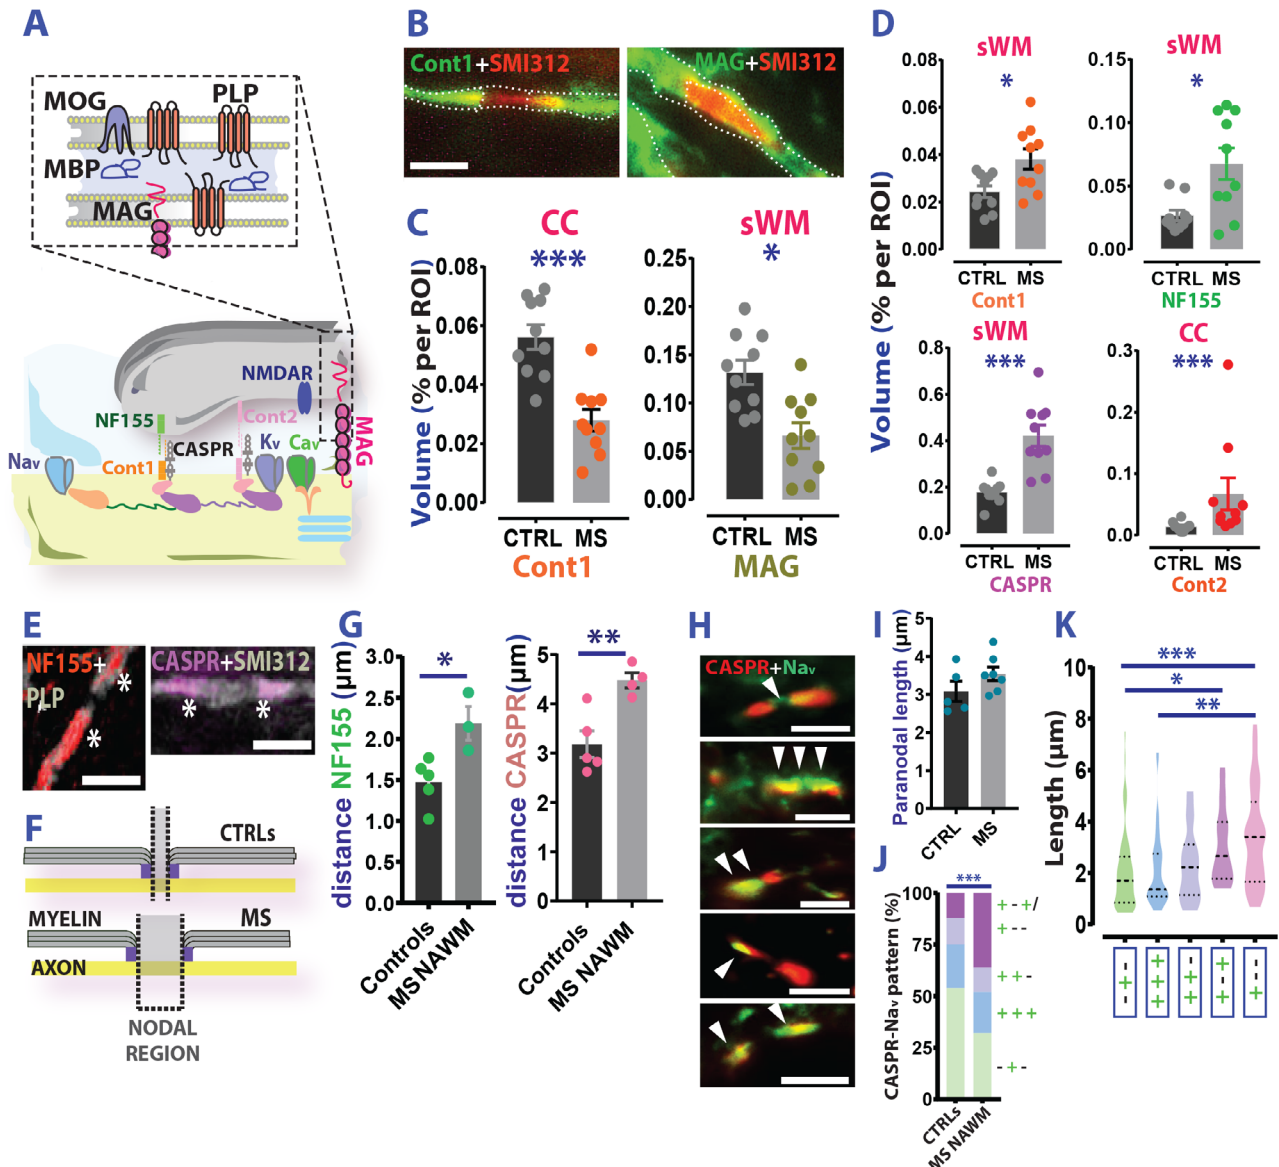 A
MOG
PLP
MBP
MAG
NMDAR
NF155
Cont2
CASPR
Kv
Cav
MAG
Nav
Cont1
B
Cont1+SMI312
MAG+SMI312
C
CC
***
Volume (% per ROI)
0.08
0.06
0.04
0.02
0.00
CTRL MS
Cont1
sWM
*
0.25
0.20
0.15
0.10
0.05
0.00
CTRL MS
MAG
D
Volume (% per ROI)
sWM
*
0.08
0.06
0.04
0.02
0.00
CTRL MS
Cont1
sWM
*
0.15
0.10
0.05
0.00
CTRL MS
NF155
sWM
***
0.8
0.6
0.4
0.2
0.0
CTRL MS
CASPR
CC
***
0.3
0.2
0.1
0.0
CTRL MS
Cont2
E
NF155+
PLP
*
*
CASPR+SMI312
*
*
F
CTRLs
MYELIN
MS
AXON
NODAL
REGION
G
distance NF155 (µm)
*
3.0
2.5
2.0
1.5
1.0
0.5
0.0
Controls
MS NAWM
distance CASPR(µm)
**
5
4
3
2
1
0
Controls
MS NAWM
H
CASPR+Nav
I
Paranodal length (µm)
5
4
3
2
1
0
CTRL
MS
J
CASPR-Nav pattern (%)
***
100
75
50
25
0
CTRLs
MS NAWM
+-+/
+--
++-
+++
-+-
K
Length (µm)
***
*
**
10
8
6
4
2
0
-+-
+++
-++
+-+
--+